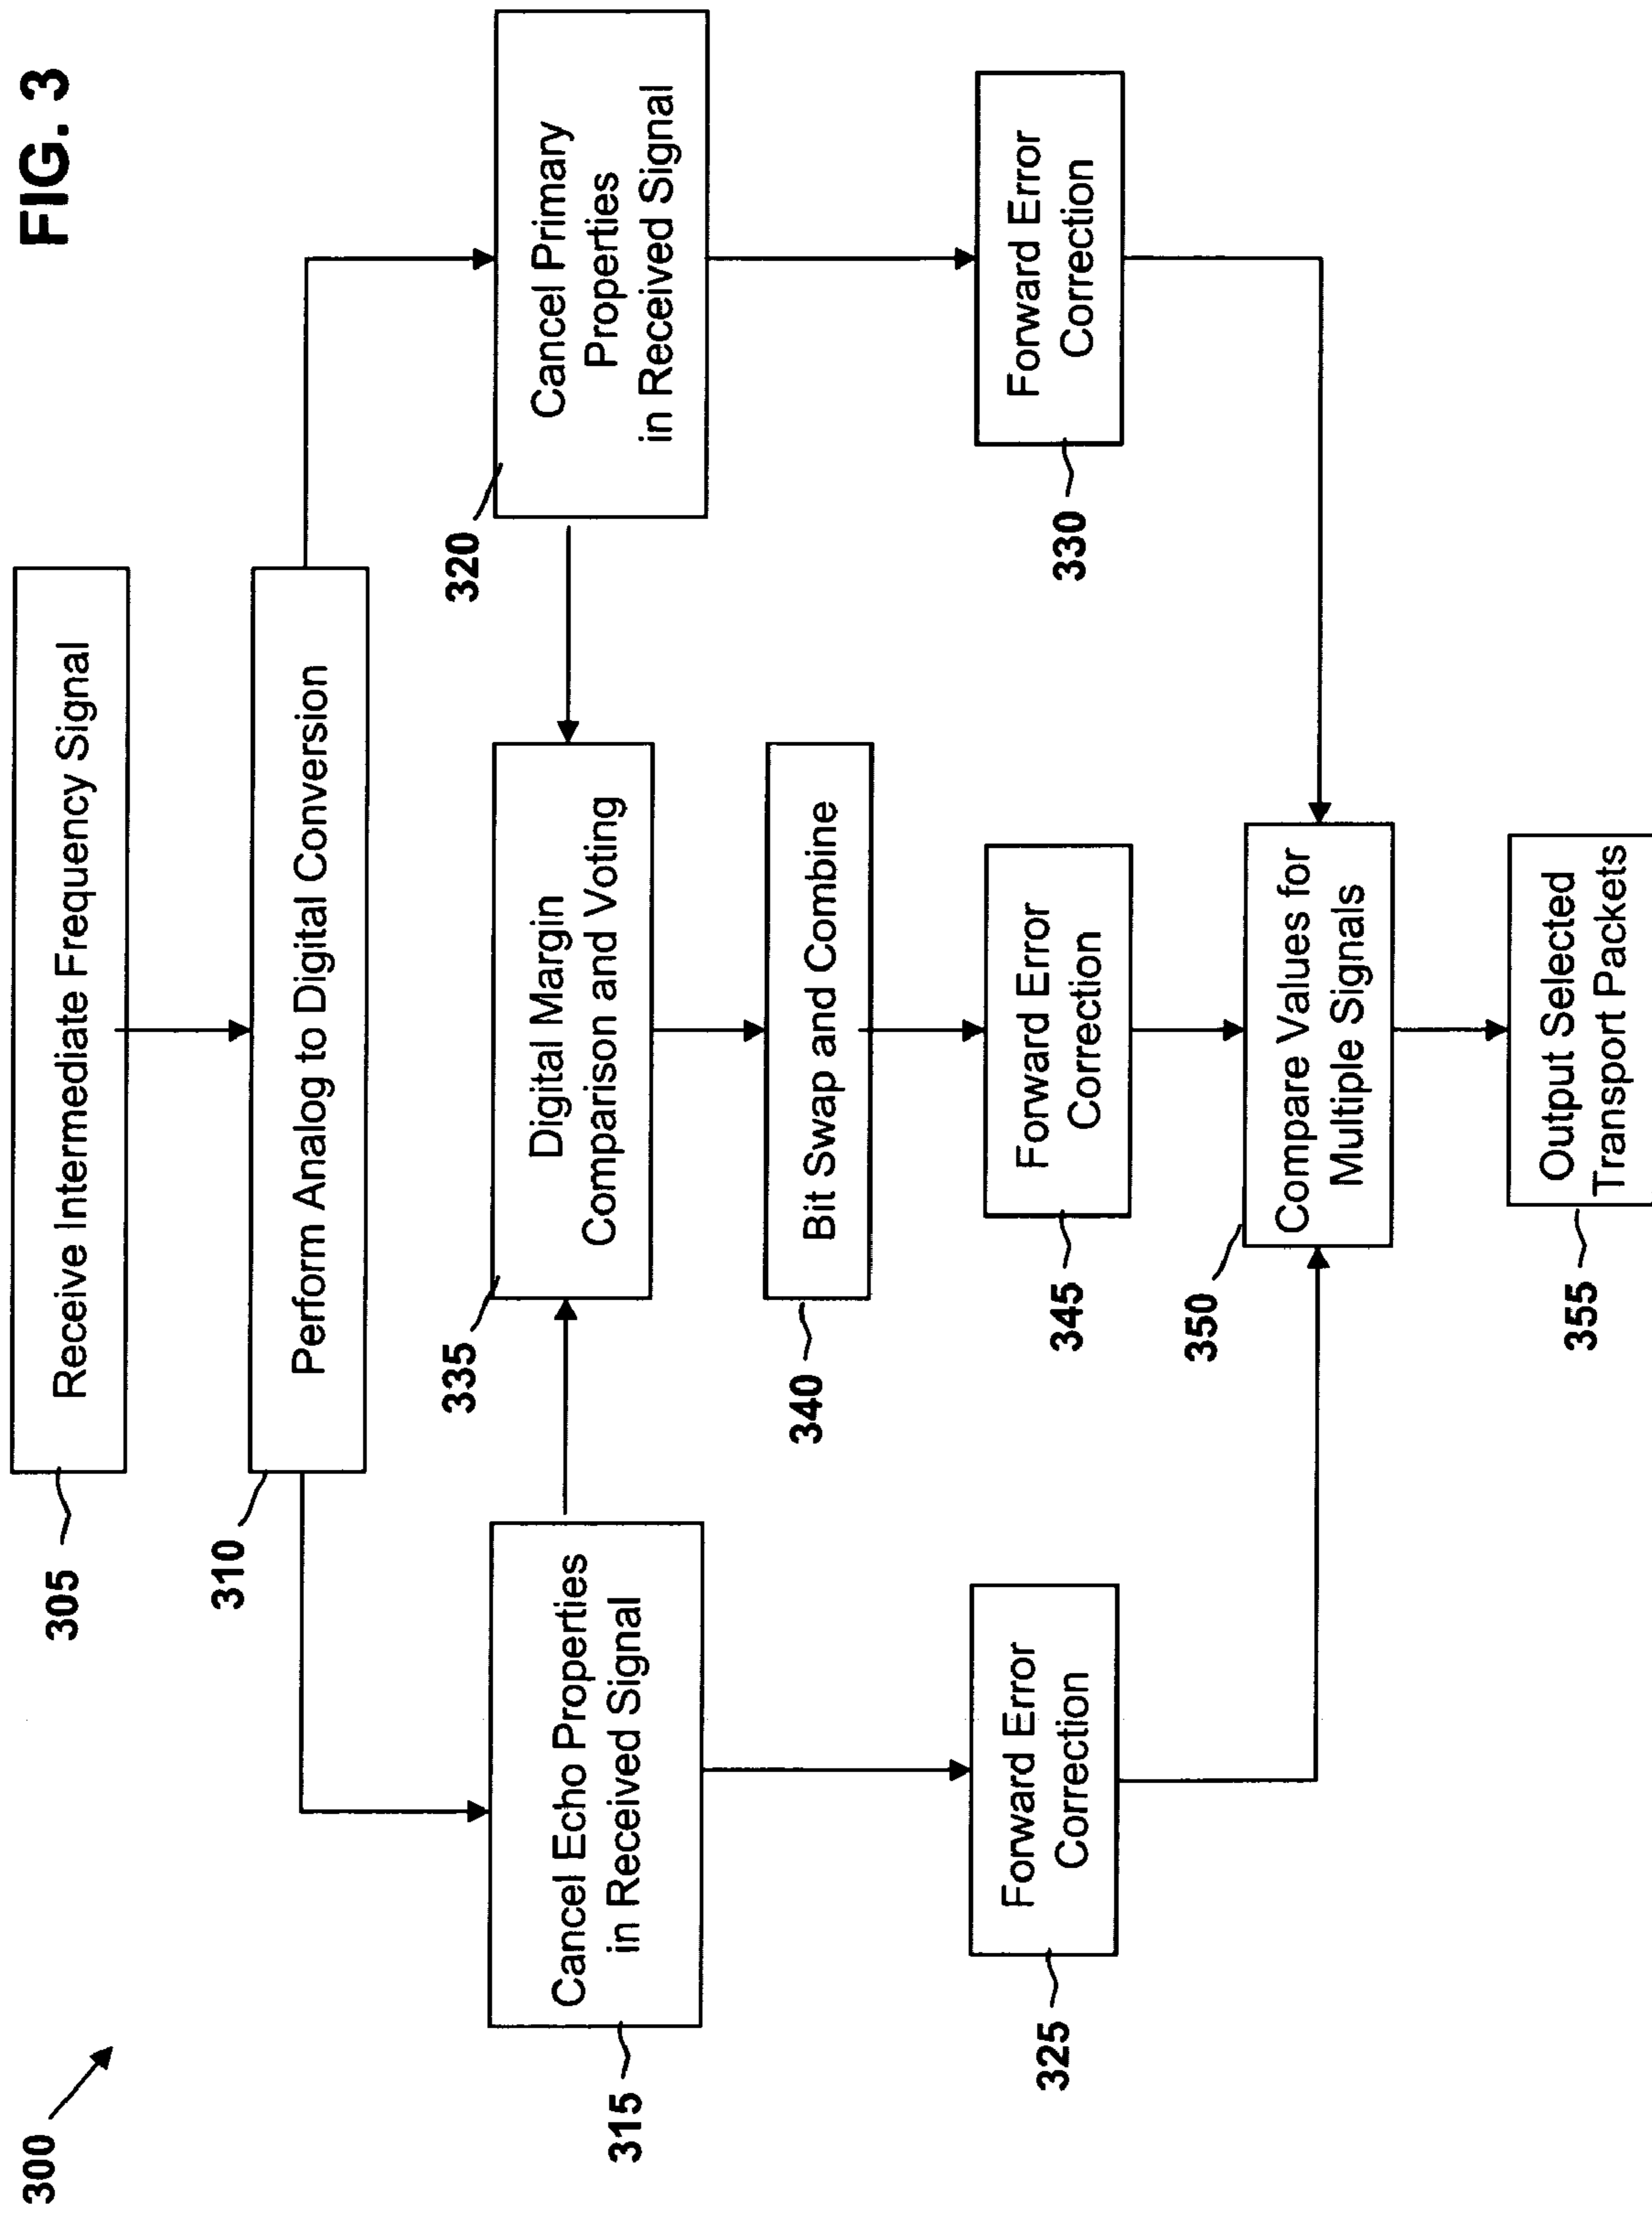 300
FIG. 3
305
Receive Intermediate Frequency Signal
310
Perform Analog to Digital Conversion
315
Cancel Echo Properties
in Received Signal
335
Digital Margin
Comparison and Voting
320
Cancel Primary
Properties
in Received Signal
340
Bit Swap and Combine
325
Forward Error
Correction
345
Forward Error
Correction
330
Forward Error
Correction
350
Compare Values for
Multiple Signals
355
Output Selected
Transport Packets